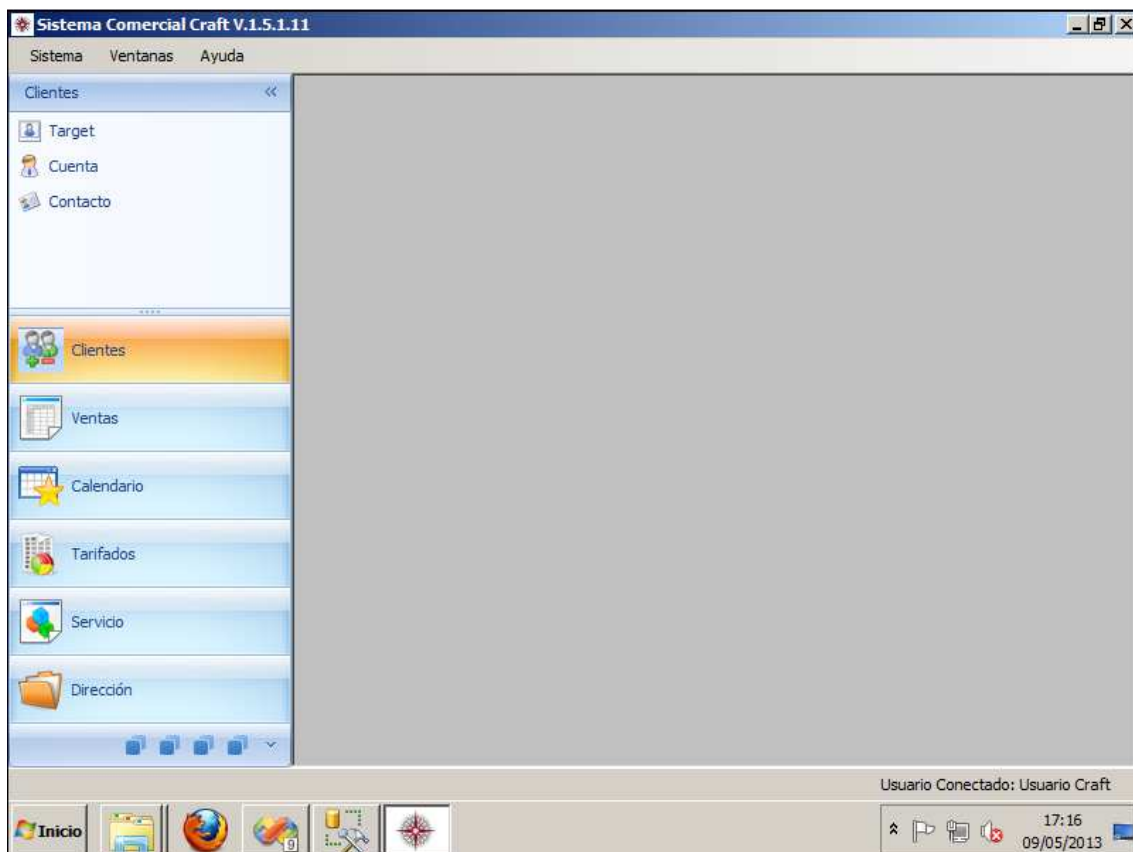 Sistema Comercial Craft V.1.5.1.11
Sistema Ventanas Ayuda
Clientes
Target
Cuenta
Contacto
Clientes
Ventas
Calendario
Tarifados
Servicio
Dirección
Usuario Conectado: Usuario Craft
Inicio
9
17:16
09/05/2013